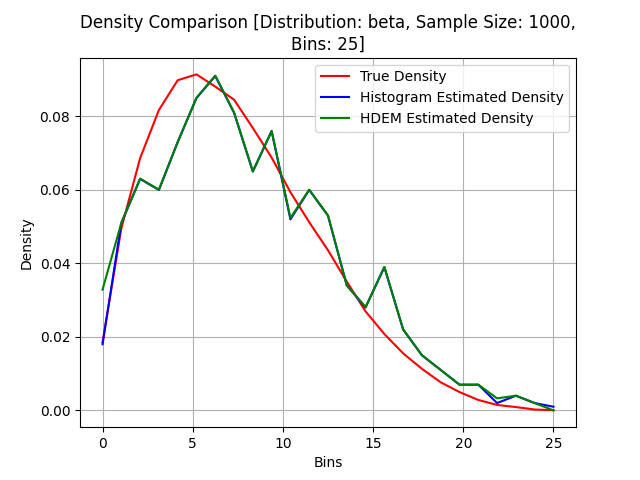 Density Comparison [Distribution: beta, Sample Size: 1000,
Bins: 25]
True Density
Histogram Estimated Density
HDEM Estimated Density
Density
0.08
0.06
0.04
0.02
0.00
0 5 10 15 20 25
Bins